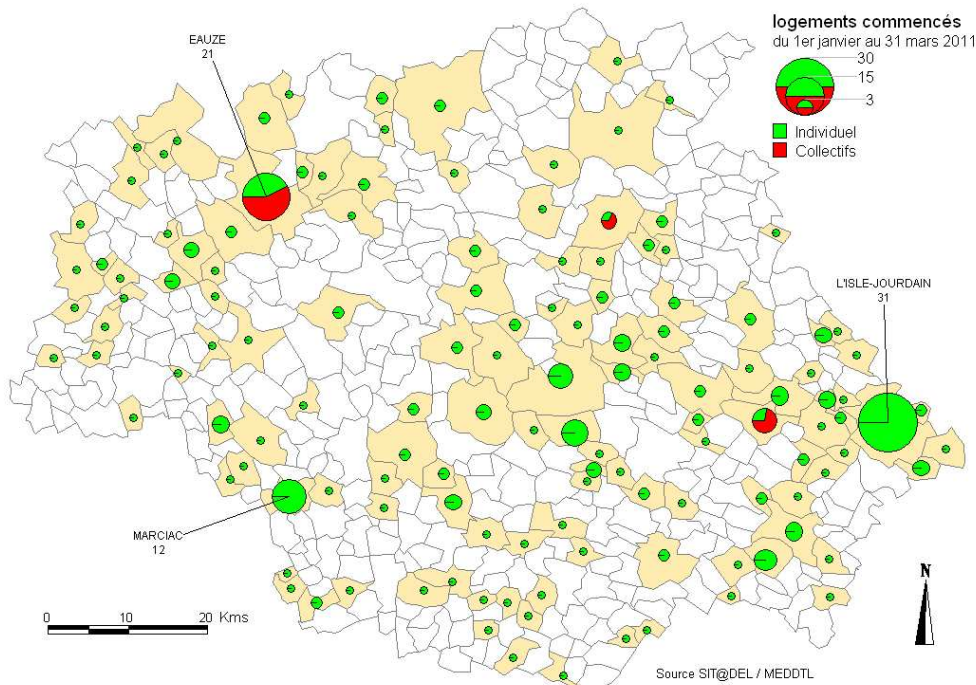 logements commencés
du 1er janvier au 31 mars 2011
30
15
3
Individuel
Collectifs
EAUZE
21
L'ISLE-JOURDAIN
31
MARCIAC
12
N
0
10
20 Kms
Source SIT@DEL / MEDDTL